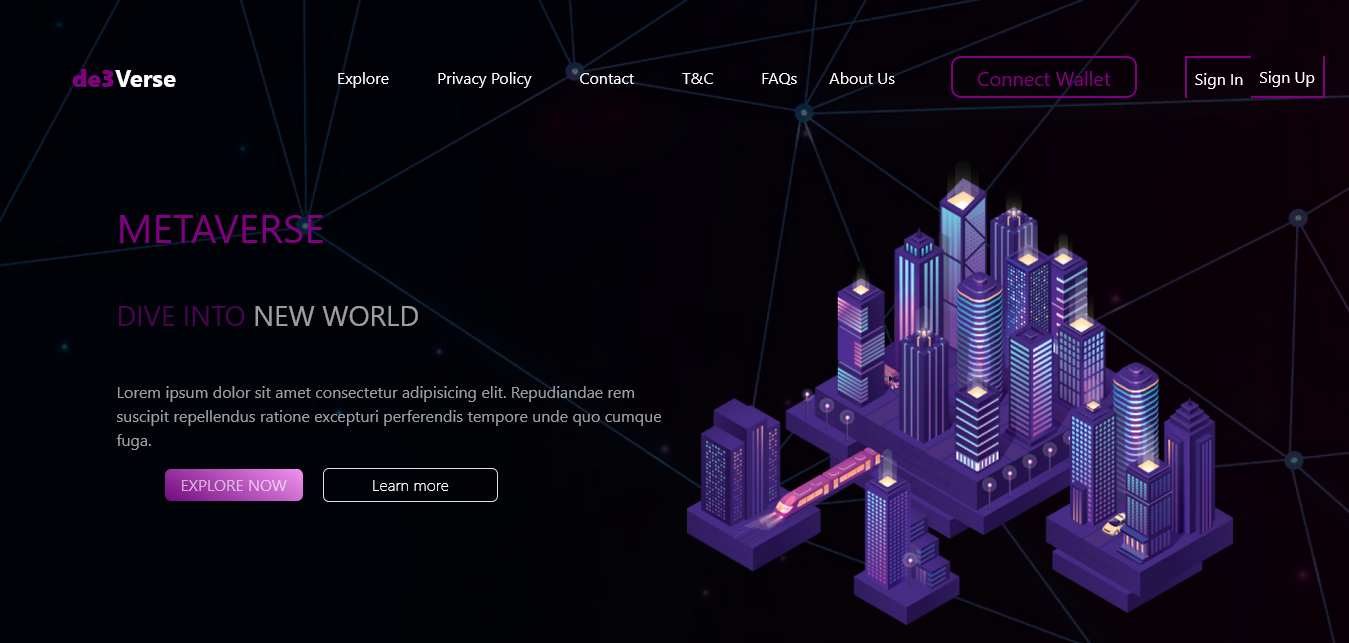 de3Verse
Explore Privacy Policy Contact T&C FAQs About Us Connect Wallet Sign In Sign Up
METAVERSE
DIVE INTO NEW WORLD
Lorem ipsum dolor sit amet consectetur adipisicing elit. Repudiandae rem
suscipit repellendus ratione excepturi perferendis tempore unde quo cumque
fuga.
EXPLORE NOW Learn more